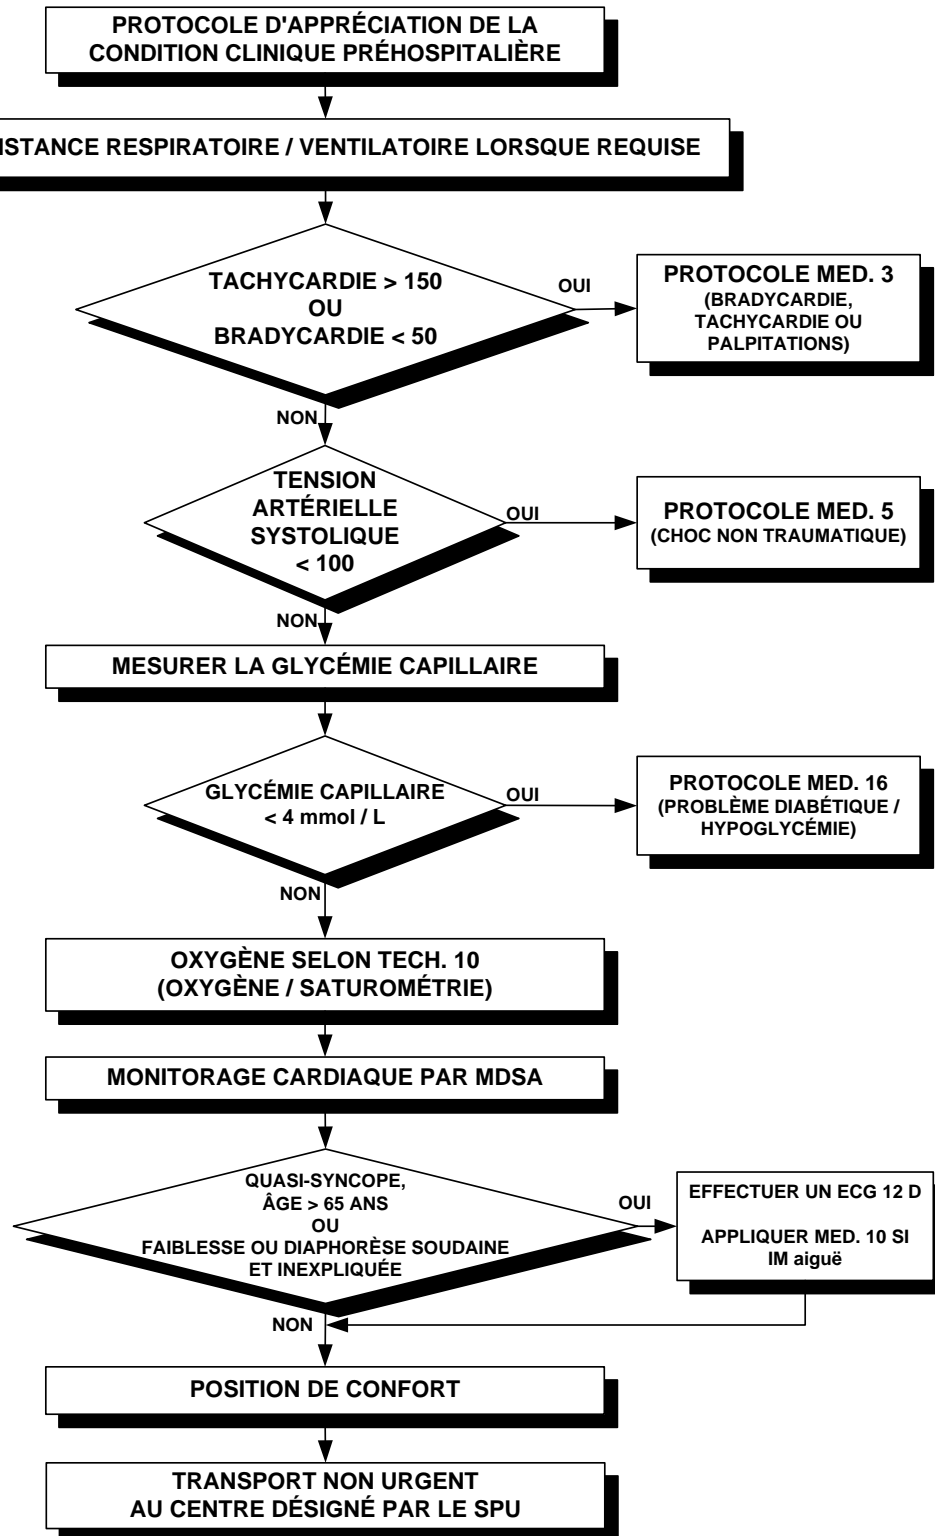 PROTOCOLE D'APPRÉCIATION DE LA
CONDITION CLINIQUE PRÉHOSPITALIÈRE
RESPIRATOIRE / VENTILATOIRE LORSQUE REQUISE
TACHYCARDIE > 150
OU
BRADYCARDIE < 50
OUI
PROTOCOLE MED. 3
(BRADYCARDIE,
TACHYCARDIE OU
PALPITATIONS)
NON
TENSION
ARTÉRIELLE
SYSTOLIQUE
< 100
OUI
PROTOCOLE MED. 5
(CHOC NON TRAUMATIQUE)
NON
MESURER LA GLYCÉMIE CAPILLAIRE
GLYCÉMIE CAPILLAIRE
< 4 mmol / L
OUI
PROTOCOLE MED. 16
(PROBLÈME DIABÉTIQUE /
HYPOGLYCÉMIE)
NON
OXYGÈNE SELON TECH. 10
(OXYGÈNE / SATUROMÉTRIE)
MONITORAGE CARDIAQUE PAR MDSA
QUASI-SYNCOPE,
ÂGE > 65 ANS
OU
FAIBLESSE OU DIAPHORÈSE SOUDAINE
ET INEXPLIQUÉE
OUI
EFFECTUER UN ECG 12 D
APPLIQUER MED. 10 SI
IM aiguë
NON
POSITION DE CONFORT
TRANSPORT NON URGENT
AU CENTRE DÉSIGNÉ PAR LE SPU